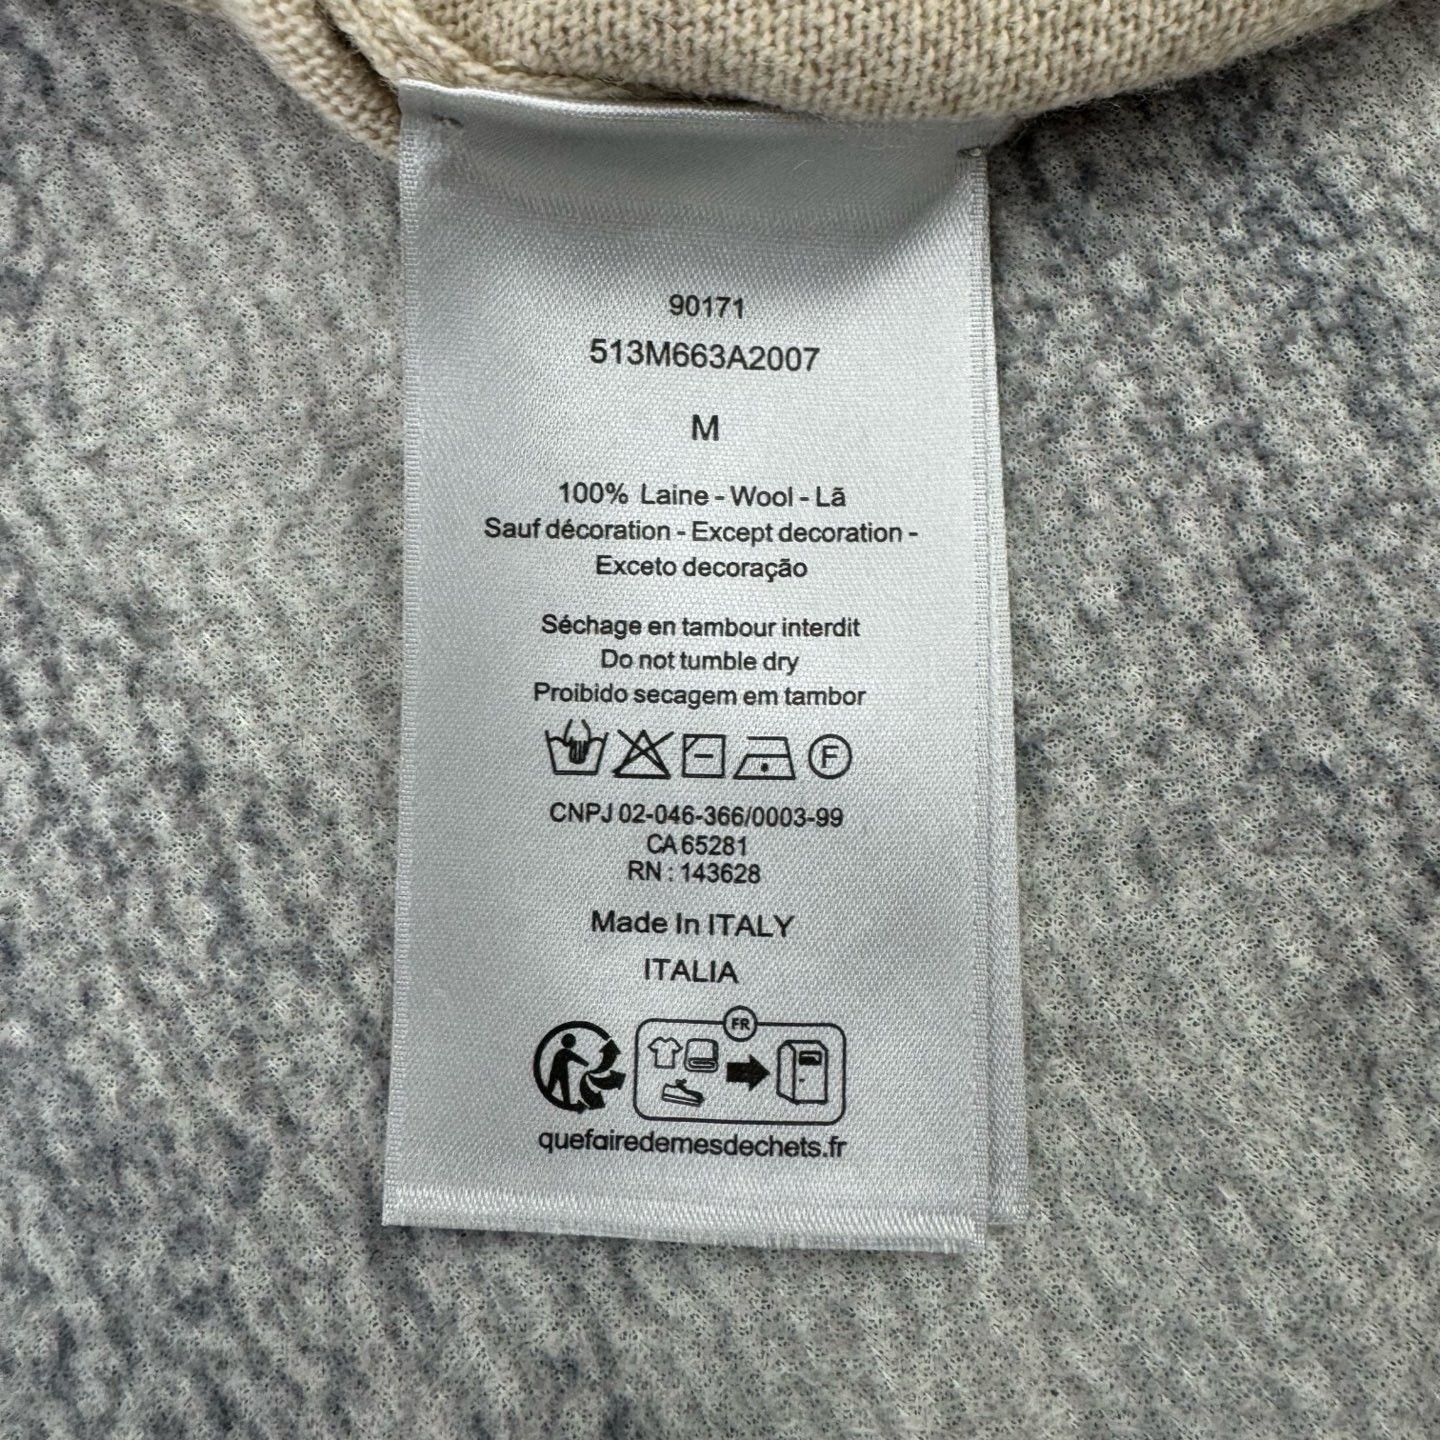 90171
513M663A2007
M
100% Laine - Wool - Lã
Sauf décoration - Except decoration -
Exceto decoração
Séchage en tambour interdit
Do not tumble dry
Proibido secagem em tambor
F
CNPJ 02-046-366/0003-99
CA 65281
RN : 143628
Made In ITALY
ITALIA
FR
quefairedemesdechets.fr